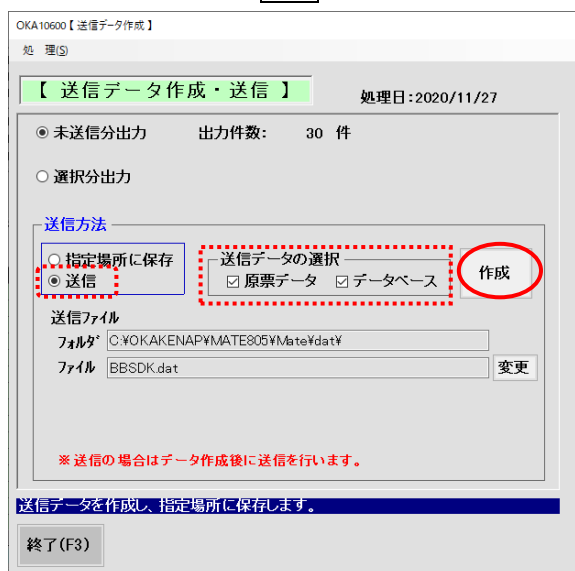 OKA10600【 送信データ作成 】
処 理(S)
【 送信データ作成・送信 】 処理日:2020/11/27
未送信分出力 出力件数: 30 件
選択分出力
送信方法
指定場所に保存
送信
送信データの選択
原票データ データベース
作成
送信ファイル
フォルダ C:¥OKAKENAP¥MATE805¥Mate¥dat¥
ファイル BBSDK.dat 変更
※送信の場合はデータ作成後に送信を行います。
送信データを作成し、指定場所に保存します。
終了(F3)